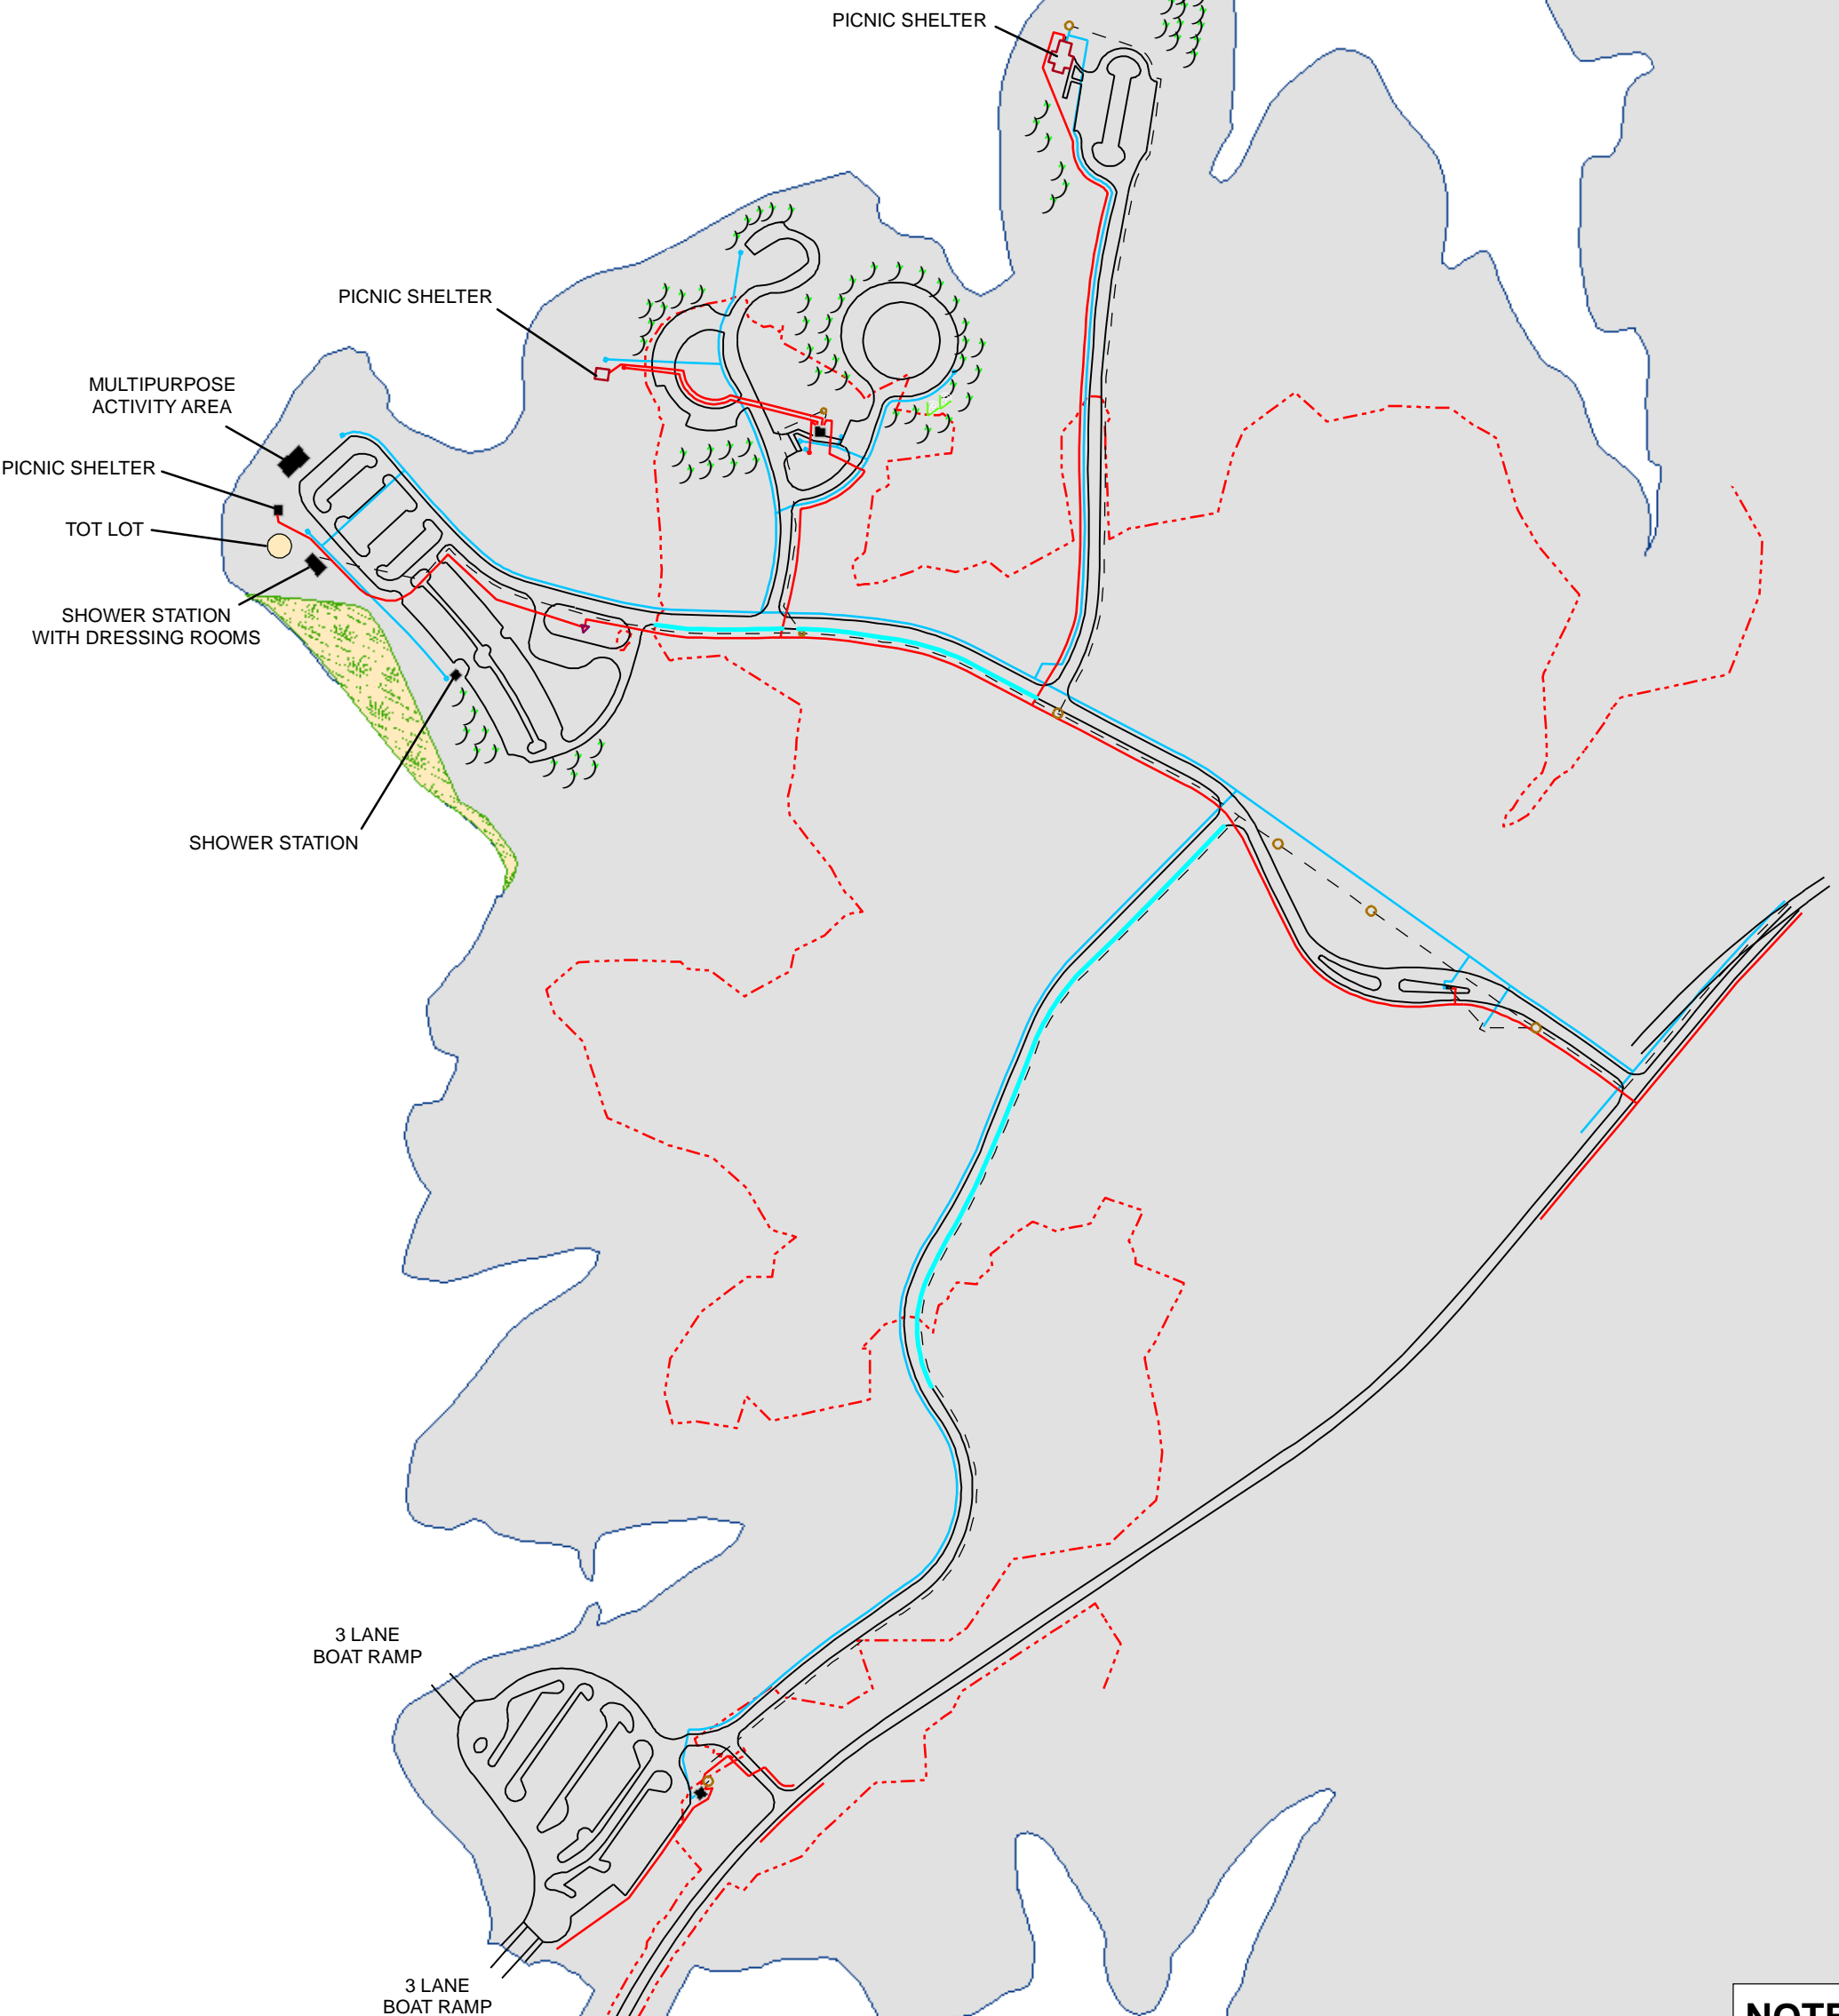 PICNIC SHELTER
PICNIC SHELTER
MULTIPURPOSE
ACTIVITY AREA
PICNIC SHELTER
TOT LOT
SHOWER STATION
WITH DRESSING ROOMS
SHOWER STATION
3 LANE
BOAT RAMP
3 LANE
BOAT RAMP
NOTE